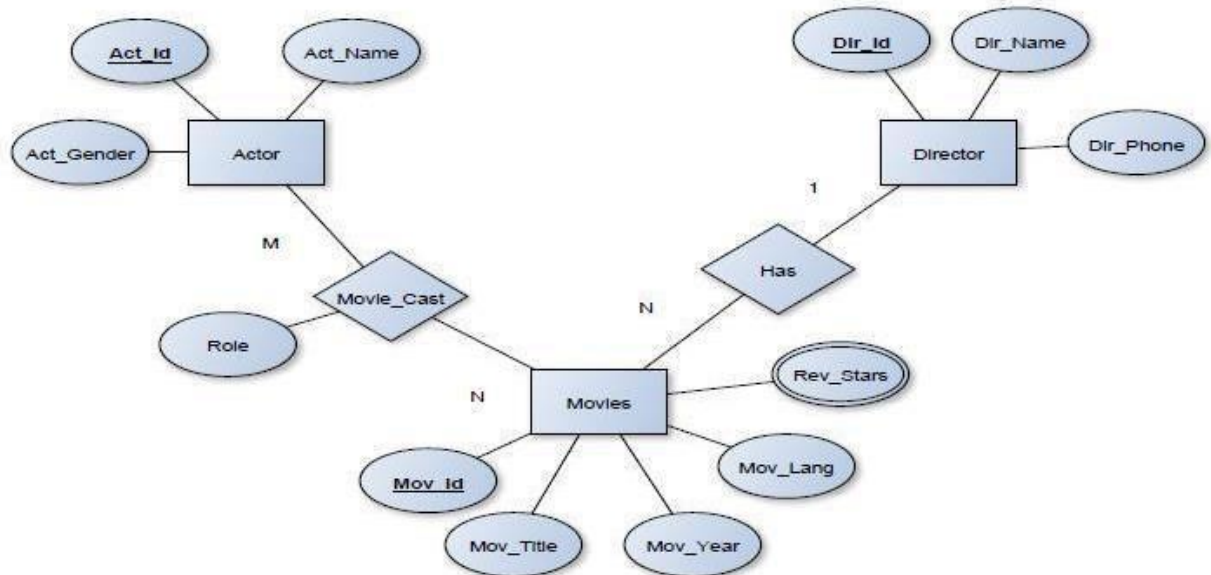 Act_Id
Act_Name
Dir_Id
Dir_Name
Act_Gender
Actor
Director
Dir_Phone
1
M
Has
Movie_Cast
N
Role
Rev_Stars
N
Movies
Mov_Lang
Mov_Id
Mov_Title
Mov_Year